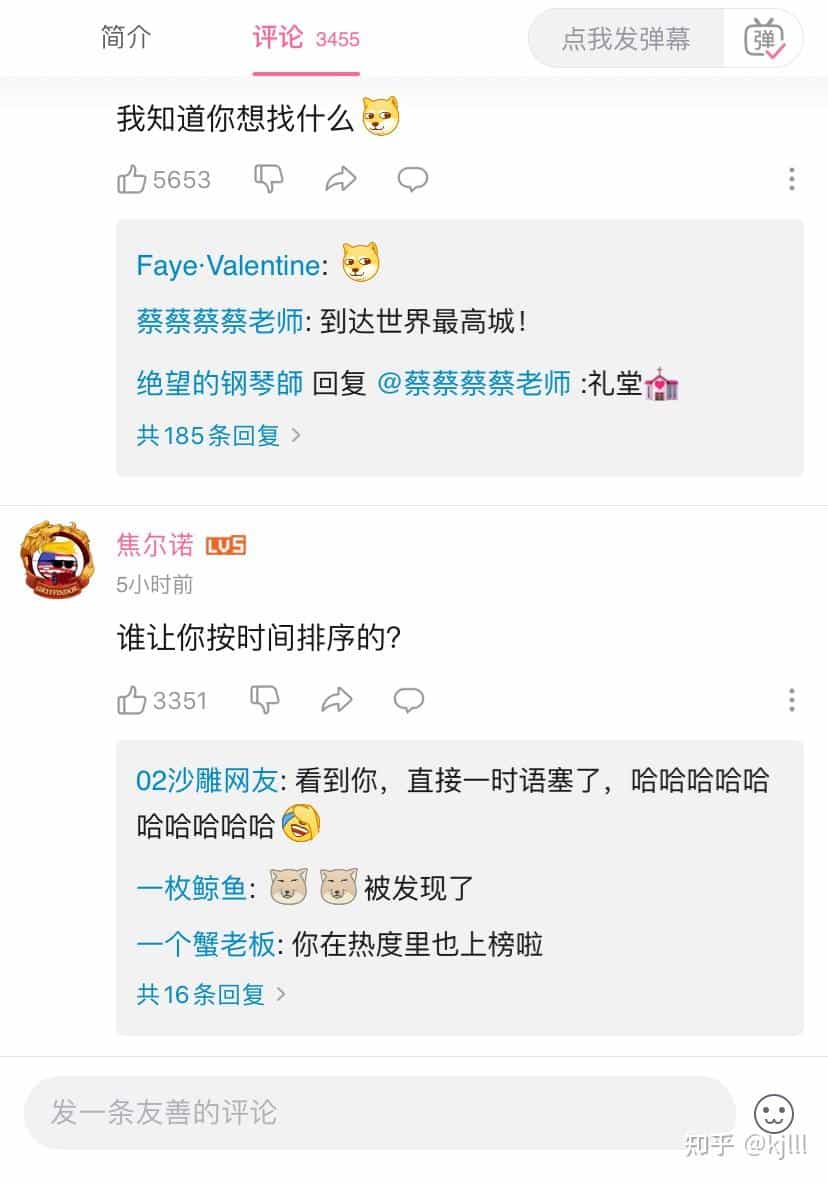 简介
评论 3455
点我发弹幕
弹
我知道你想找什么
5653
Faye·Valentine:
蔡蔡蔡蔡老师: 到达世界最高城！
绝望的钢琴師 回复 @蔡蔡蔡蔡老师 :礼堂
共185条回复 >
焦尔诺 LV5
5小时前
GRYFFINDOR
谁让你按时间排序的?
3351
02沙雕网友: 看到你，直接一时语塞了，哈哈哈哈哈
哈哈哈哈哈
一枚鲸鱼: 被发现了
一个蟹老板: 你在热度里也上榜啦
共16条回复 >
发一条友善的评论
知乎 @kjlll